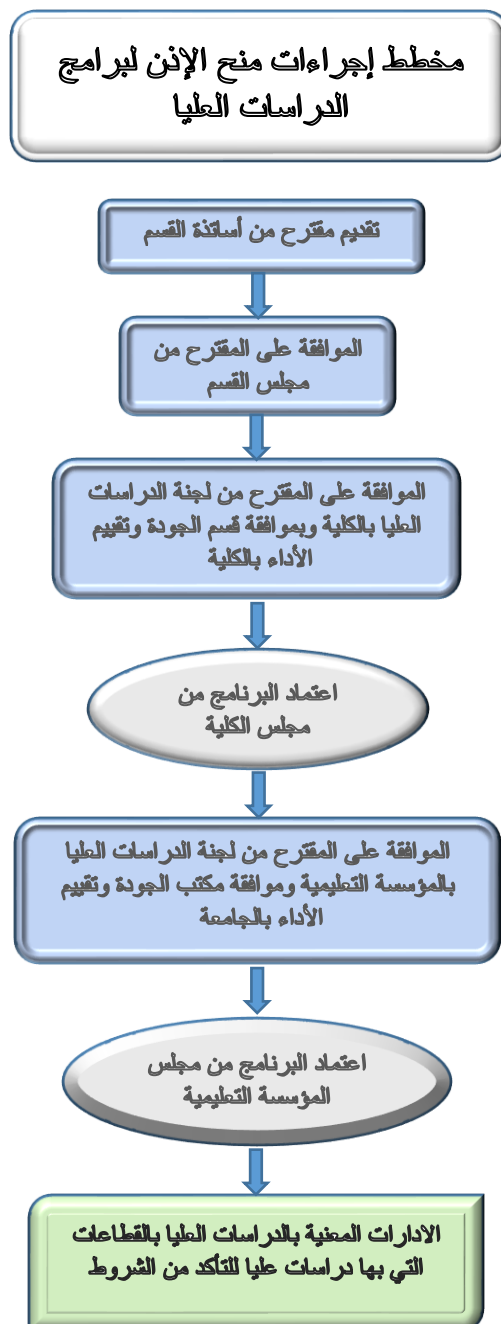 مخطط إجراءات منح الإذن لبرامج
الدراسات العليا
تقديم مقترح من أساتذة القسم
الموافقة على المقترح من
مجلس القسم
الموافقة على المقترح من لجنة الدراسات
العليا بالكلية وبموافقة قسم الجودة وتقييم
الأداء بالكلية
اعتماد البرنامج من
مجلس الكلية
الموافقة على المقترح من لجنة الدراسات العليا
بالمؤسسة التعليمية وموافقة مكتب الجودة وتقييم
الأداء بالجامعة
اعتماد البرنامج من مجلس
المؤسسة التعليمية
الادارات المعنية بالدراسات العليا بالقطاعات
التي بها دراسات عليا للتأكد من الشروط